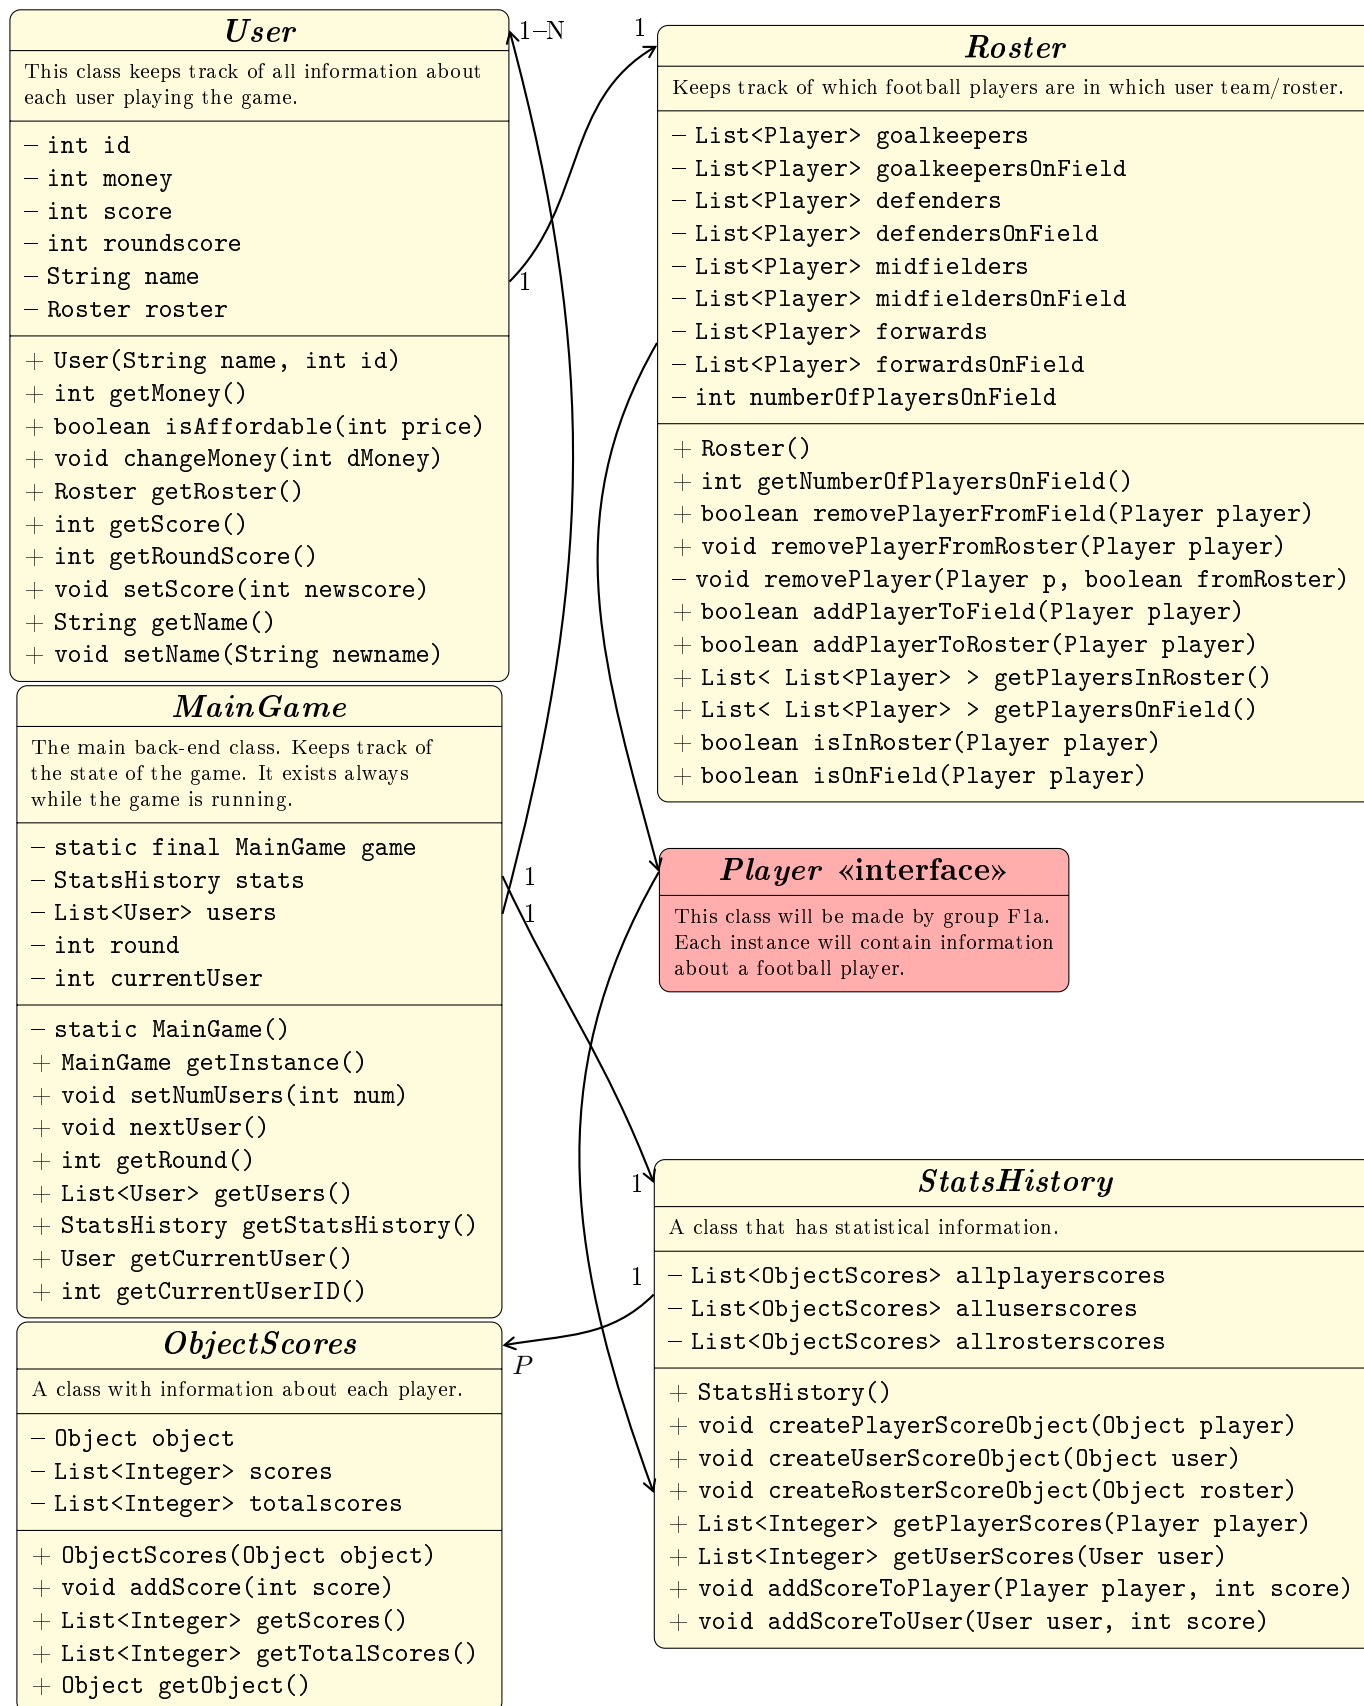 User
This class keeps track of all information about
each user playing the game.
– int id
– int money
– int score
– int roundscore
– String name
– Roster roster
+ User(String name, int id)
+ int getMoney()
+ boolean isAffordable(int price)
+ void changeMoney(int dMoney)
+ Roster getRoster()
+ int getScore()
+ int getRoundScore()
+ void setScore(int newscore)
+ String getName()
+ void setName(String newname)
1–N
1
1
Roster
Keeps track of which football players are in which user team/roster.
– List<Player> goalkeepers
– List<Player> goalkeepersOnField
– List<Player> defenders
– List<Player> defendersOnField
– List<Player> midfielders
– List<Player> midfieldersOnField
– List<Player> forwards
– List<Player> forwardsOnField
– int numberOfPlayersOnField
+ Roster()
+ int getNumberOfPlayersOnField()
+ boolean removePlayerFromField(Player player)
+ void removePlayerFromRoster(Player player)
– void removePlayer(Player p, boolean fromRoster)
+ boolean addPlayerToField(Player player)
+ boolean addPlayerToRoster(Player player)
+ List< List<Player> > getPlayersInRoster()
+ List< List<Player> > getPlayersOnField()
+ boolean isInRoster(Player player)
+ boolean isOnField(Player player)
MainGame
The main back-end class. Keeps track of
the state of the game. It exists always
while the game is running.
– static final MainGame game
– StatsHistory stats
– List<User> users
– int round
– int currentUser
– static MainGame()
+ MainGame getInstance()
+ void setNumUsers(int num)
+ void nextUser()
+ int getRound()
+ List<User> getUsers()
+ StatsHistory getStatsHistory()
+ User getCurrentUser()
+ int getCurrentUserID()
1
1
Player «interface»
This class will be made by group F1a.
Each instance will contain information
about a football player.
1
StatsHistory
A class that has statistical information.
1
– List<ObjectScores> allplayerscores
– List<ObjectScores> alluserscores
– List<ObjectScores> allrosterscores
+ StatsHistory()
+ void createPlayerScoreObject(Object player)
+ void createUserScoreObject(Object user)
+ void createRosterScoreObject(Object roster)
+ List<Integer> getPlayerScores(Player player)
+ List<Integer> getUserScores(User user)
+ void addScoreToPlayer(Player player, int score)
+ void addScoreToUser(User user, int score)
ObjectScores
P
A class with information about each player.
– Object object
– List<Integer> scores
– List<Integer> totalscores
+ ObjectScores(Object object)
+ void addScore(int score)
+ List<Integer> getScores()
+ List<Integer> getTotalScores()
+ Object getObject()